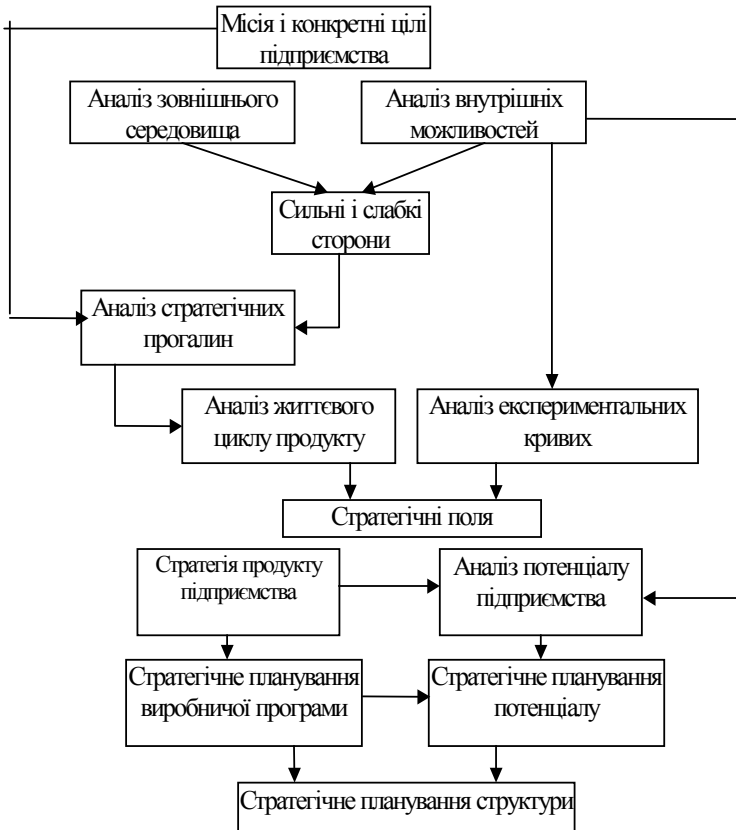 Місія і конкретні цілі
підприємства
Аналіз зовнішнього
середовища
Аналіз внутрішніх
можливостей
Сильні і слабкі
сторони
Аналіз стратегічних
прогалин
Аналіз життєвого
циклу продукту
Аналіз експериментальних
кривих
Стратегічні поля
Стратегія продукту
підприємства
Аналіз потенціалу
підприємства
Стратегічне планування
виробничої програми
Стратегічне планування
потенціалу
Стратегічне планування структури